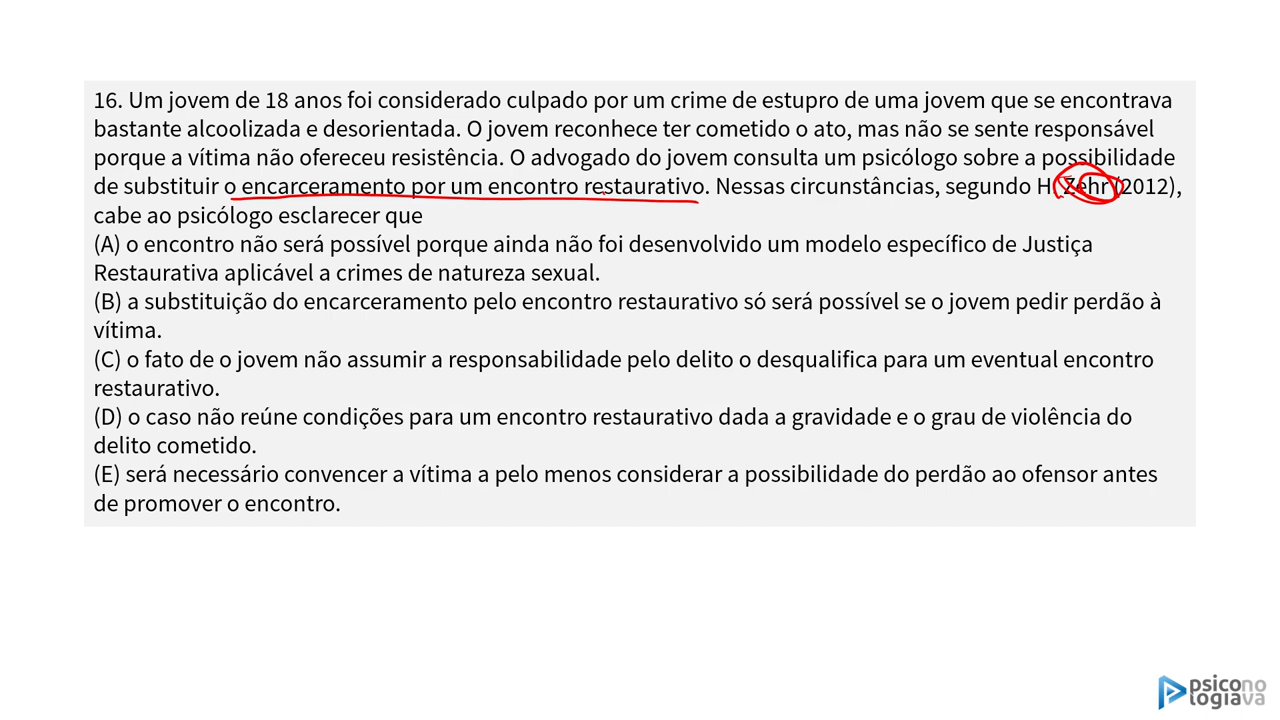 16. Um jovem de 18 anos foi considerado culpado por um crime de estupro de uma jovem que se encontrava
bastante alcoolizada e desorientada. O jovem reconhece ter cometido o ato, mas não se sente responsável
porque a vítima não ofereceu resistência. O advogado do jovem consulta um psicólogo sobre a possibilidade
de substituir o encarceramento por um encontro restaurativo. Nessas circunstâncias, segundo H. Zehr (2012),
cabe ao psicólogo esclarecer que
(A) o encontro não será possível porque ainda não foi desenvolvido um modelo específico de Justiça
Restaurativa aplicável a crimes de natureza sexual.
(B) a substituição do encarceramento pelo encontro restaurativo só será possível se o jovem pedir perdão à
vítima.
(C) o fato de o jovem não assumir a responsabilidade pelo delito o desqualifica para um eventual encontro
restaurativo.
(D) o caso não reúne condições para um encontro restaurativo dada a gravidade e o grau de violência do
delito cometido.
(E) será necessário convencer a vítima a pelo menos considerar a possibilidade do perdão ao ofensor antes
de promover o encontro.
psicono
logiava